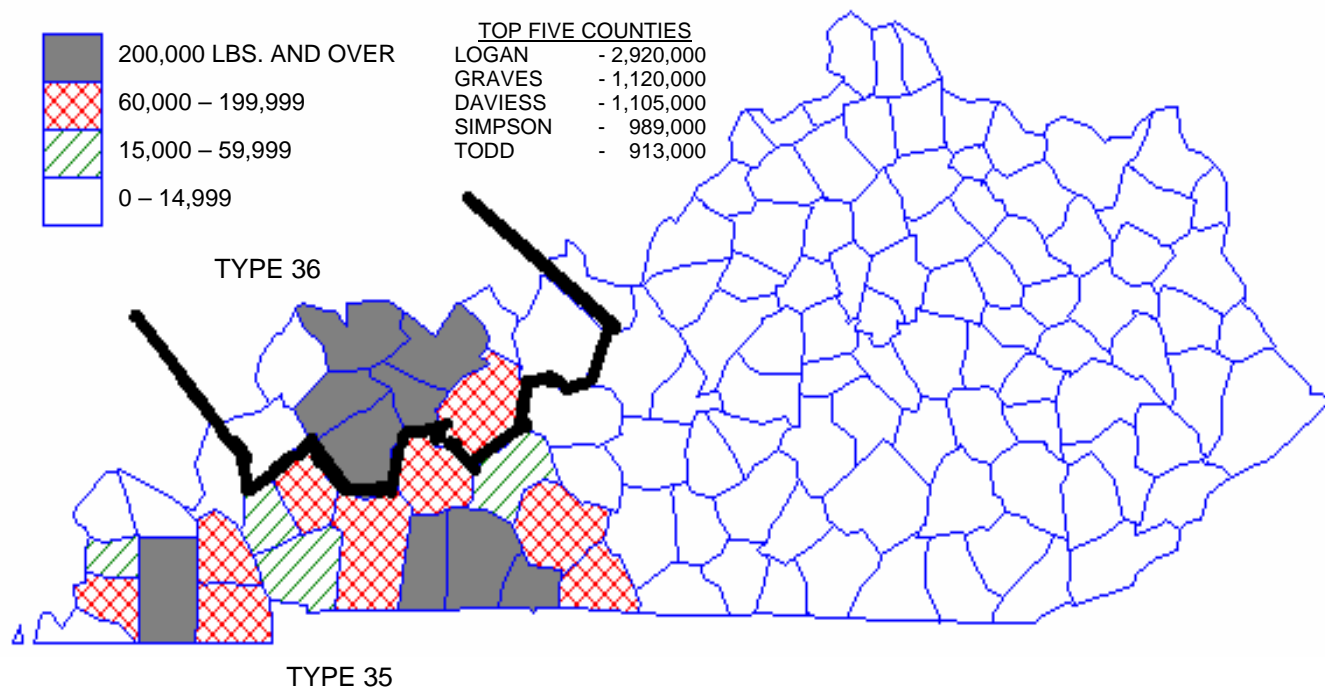 200,000 LBS. AND OVER
60,000 – 199,999
15,000 – 59,999
0 – 14,999
TOP FIVE COUNTIES
LOGAN - 2,920,000
GRAVES - 1,120,000
DAVIESS - 1,105,000
SIMPSON - 989,000
TODD - 913,000
TYPE 36
TYPE 35